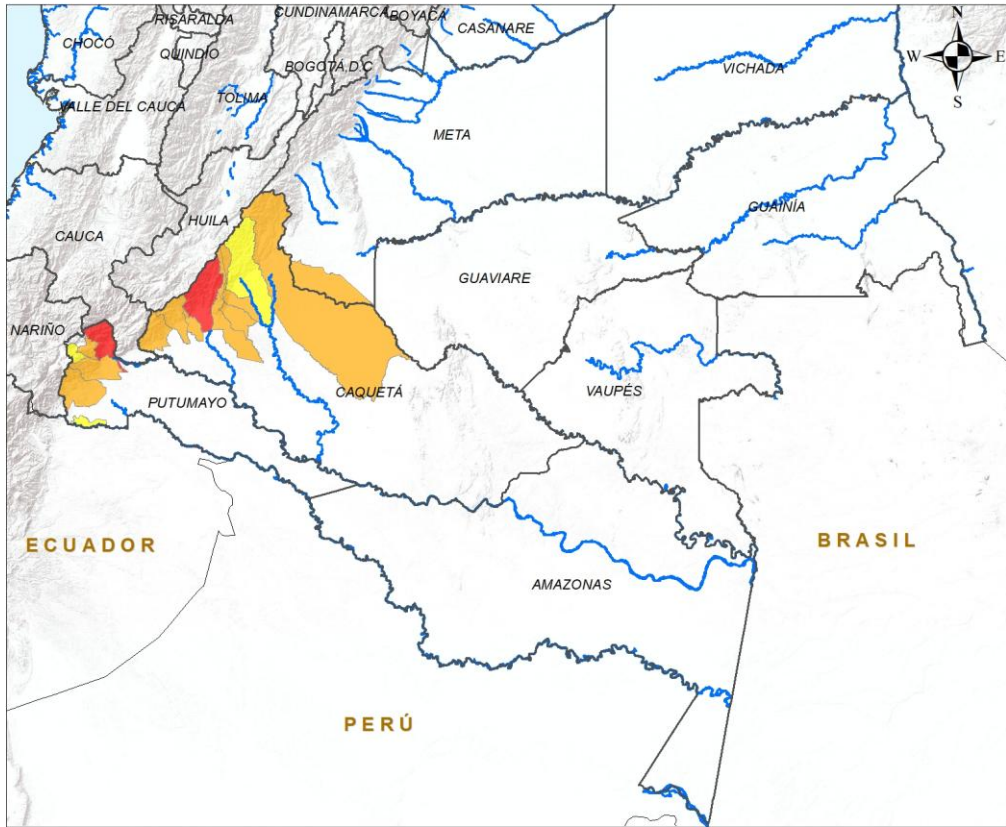 CUNDINAMARCA
BOYACÁ
RISARALDA
CASANARE
CHOCÓ
QUINDÍO
BOGOTÁ D.C
VICHADA
N
W
E
S
VALLE DEL CAUCA
TOLIMA
META
HUILA
GUAINÍA
CAUCA
GUAVIARE
NARIÑO
CAQUETÁ
VAUPÉS
PUTUMAYO
ECUADOR
BRASIL
AMAZONAS
PERÚ